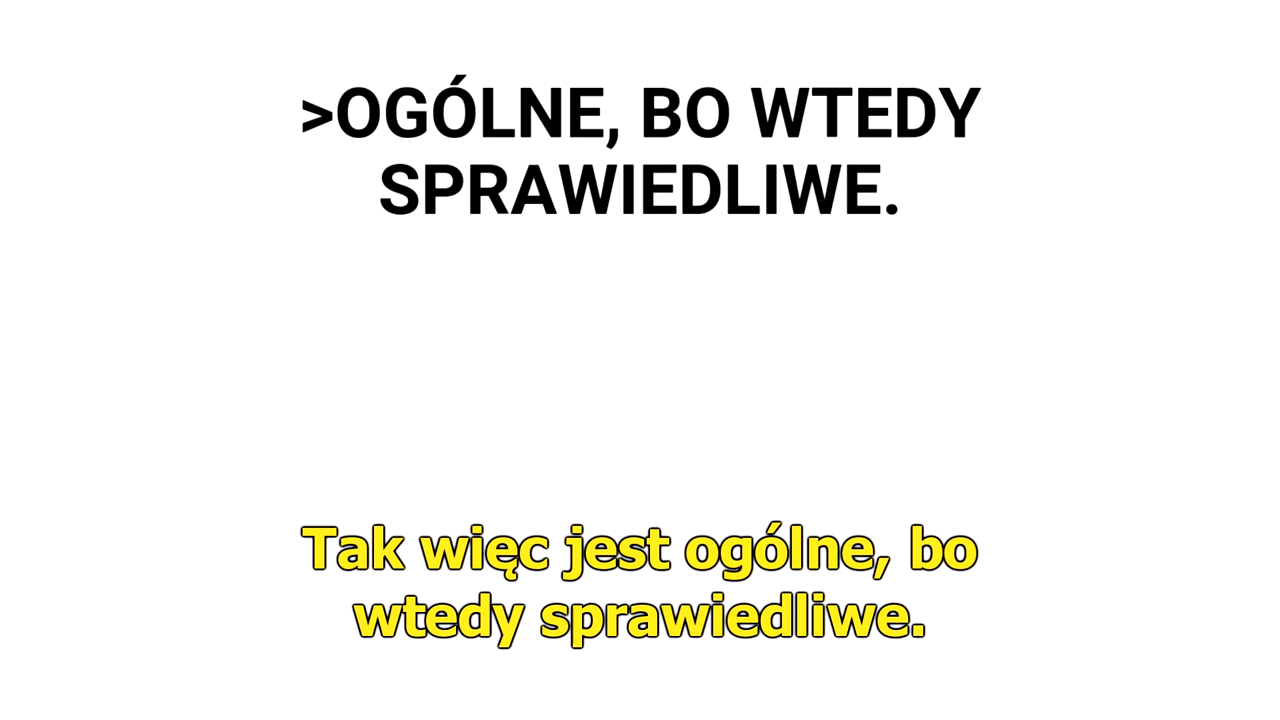 >OGÓLNE, BO WTEDY
SPRAWIEDLIWE.
Tak więc jest ogólne, bo
wtedy sprawiedliwe.